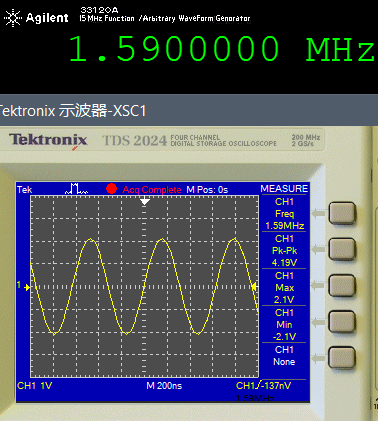 Agilent 33120A
15 MHz Function / Arbitrary Waveform Generator
1.5900000 MHz
Tektronix 示波器-XSC1
Tektronix TDS 2024 FOUR CHANNEL DIGITAL STORAGE OSCILLOSCOPE 200 MHz 2 GS/s
Tek Acq Complete M Pos: 0s MEASURE
CH1
Freq
1.59MHz
CH1
Pk-Pk
4.19V
CH1
Max
2.1V
CH1
Min
-2.1V
CH1
None
1
CH1 1V M 200ns CH1 -137mV